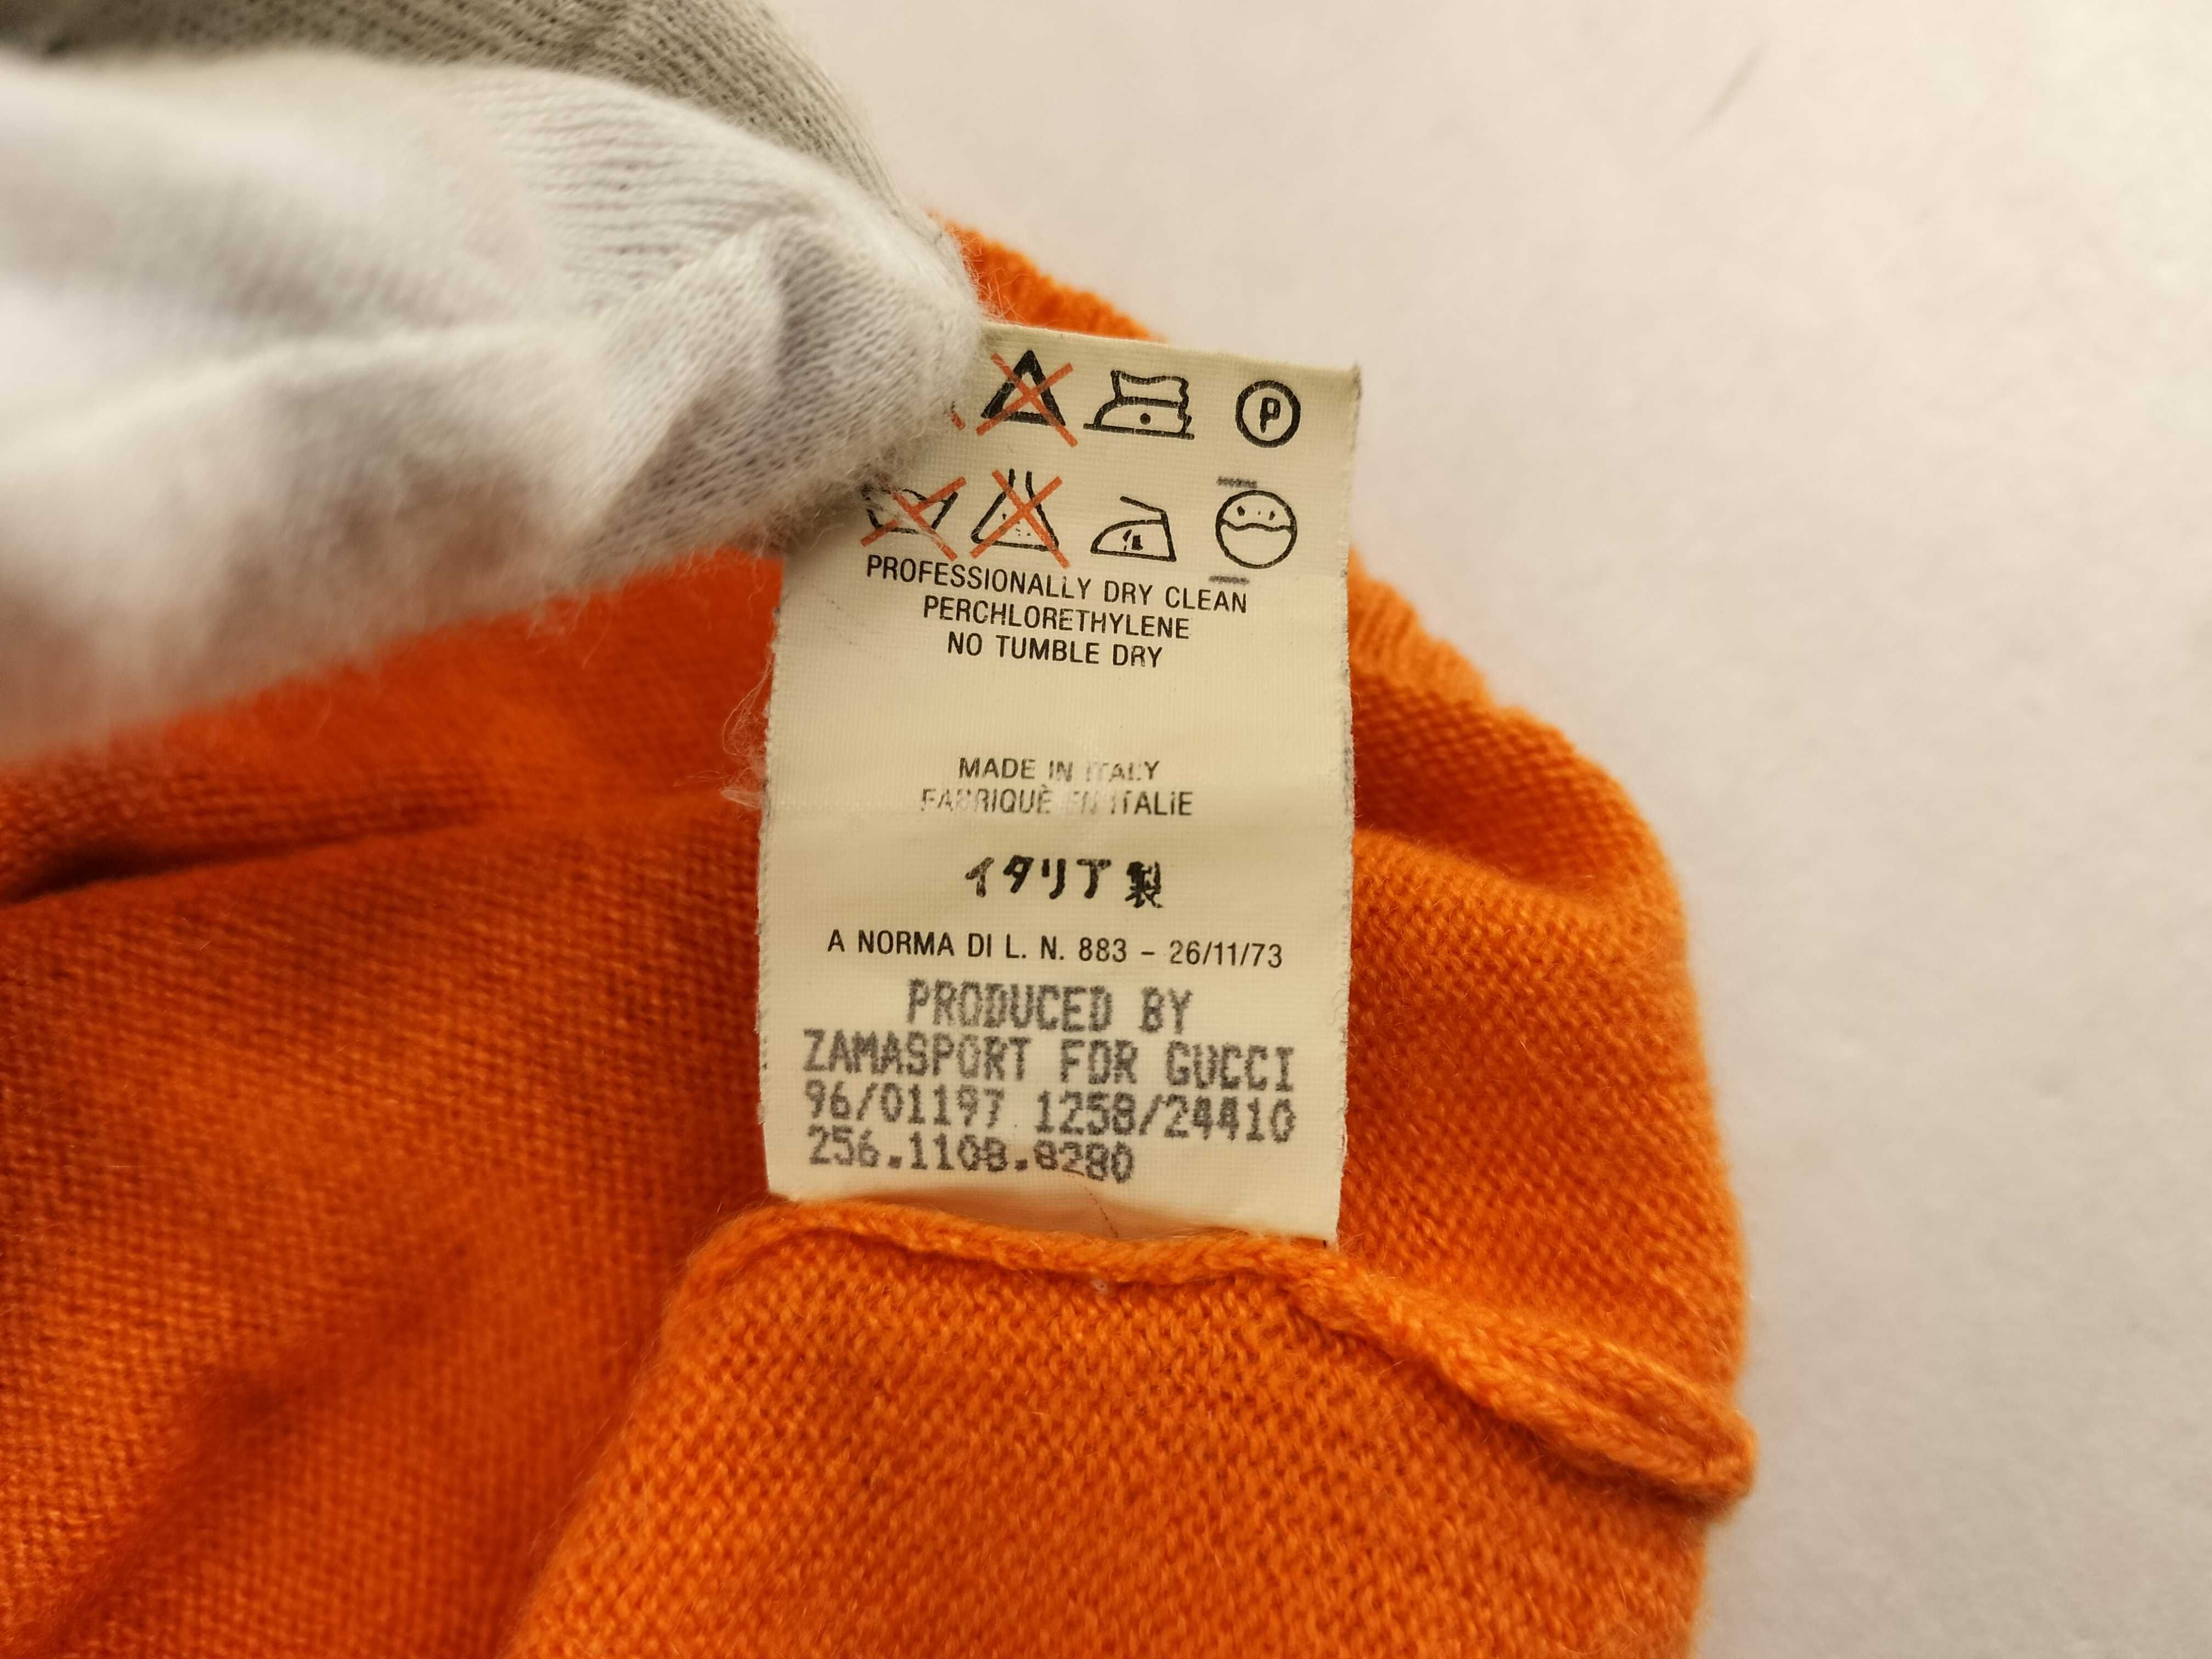 P
PROFESSIONALLY DRY CLEAN
PERCHLORETHYLENE
NO TUMBLE DRY
MADE IN ITALY
FABRIQUÈ EN ITALIE
イタリア製
A NORMA DI L. N. 883 - 26/11/73
PRODUCED BY
ZAMASPORT FOR GUCCI
96/01197 1258/24410
256.1108.8280